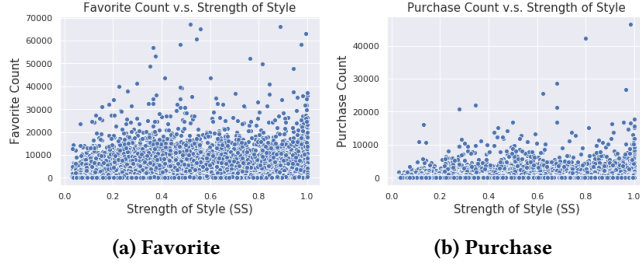 Favorite Count v.s. Strength of Style
70000
60000
50000
40000
30000
20000
10000
0
Favorite Count
0.0 0.2 0.4 0.6 0.8 1.0
Strength of Style (SS)
(a) Favorite
Purchase Count v.s. Strength of Style
40000
30000
20000
10000
0
Purchase Count
0.0 0.2 0.4 0.6 0.8 1.0
Strength of Style (SS)
(b) Purchase